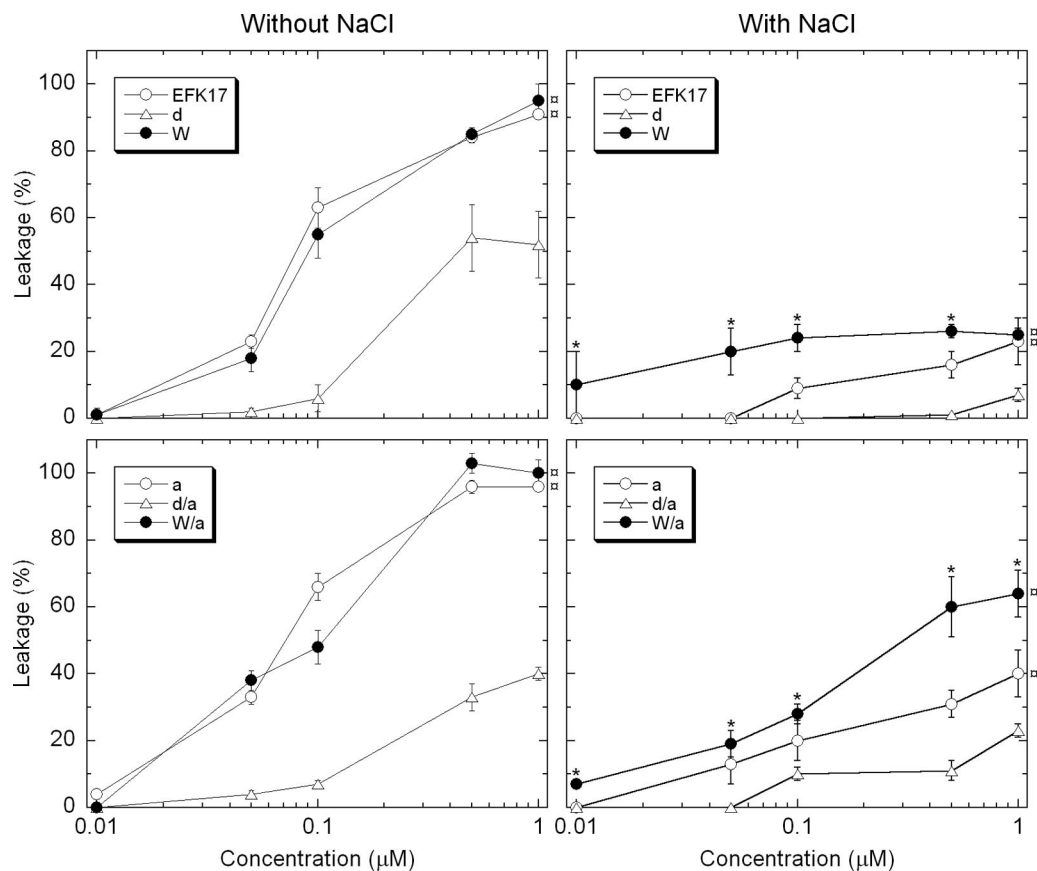 Without NaCl
With NaCl
EFK17
d
W
EFK17
d
W
Leakage (%)
100
80
60
40
20
0
¤
¤
* * * *
¤
¤
a
d/a
W/a
a
d/a
W/a
Leakage (%)
100
80
60
40
20
0
¤
¤
* * * * *
¤
¤
0.01 0.1 1
0.01 0.1 1
Concentration (μM)
Concentration (μM)